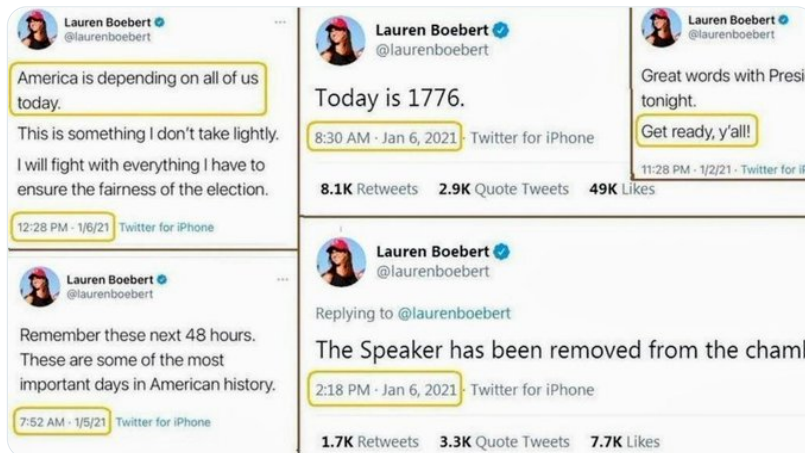 Lauren Boebert
@laurenboebert
America is depending on all of us
today.
This is something I don't take lightly.
I will fight with everything I have to
ensure the fairness of the election.
12:28 PM · 1/6/21 Twitter for iPhone
Lauren Boebert
@laurenboebert
Remember these next 48 hours.
These are some of the most
important days in American history.
7:52 AM · 1/5/21 Twitter for iPhone
Lauren Boebert
@laurenboebert
Today is 1776.
8:30 AM · Jan 6, 2021 · Twitter for iPhone
8.1K Retweets 2.9K Quote Tweets 49K Likes
Lauren Boebert
@laurenboebert
Replying to @laurenboebert
The Speaker has been removed from the
2:18 PM · Jan 6, 2021 · Twitter for iPhone
1.7K Retweets 3.3K Quote Tweets 7.7K Likes
Lauren Boebert
@laurenboebert
Great words with
tonight.
Get ready, y'all!
11:28 PM · 1/2/21 · Twitter for